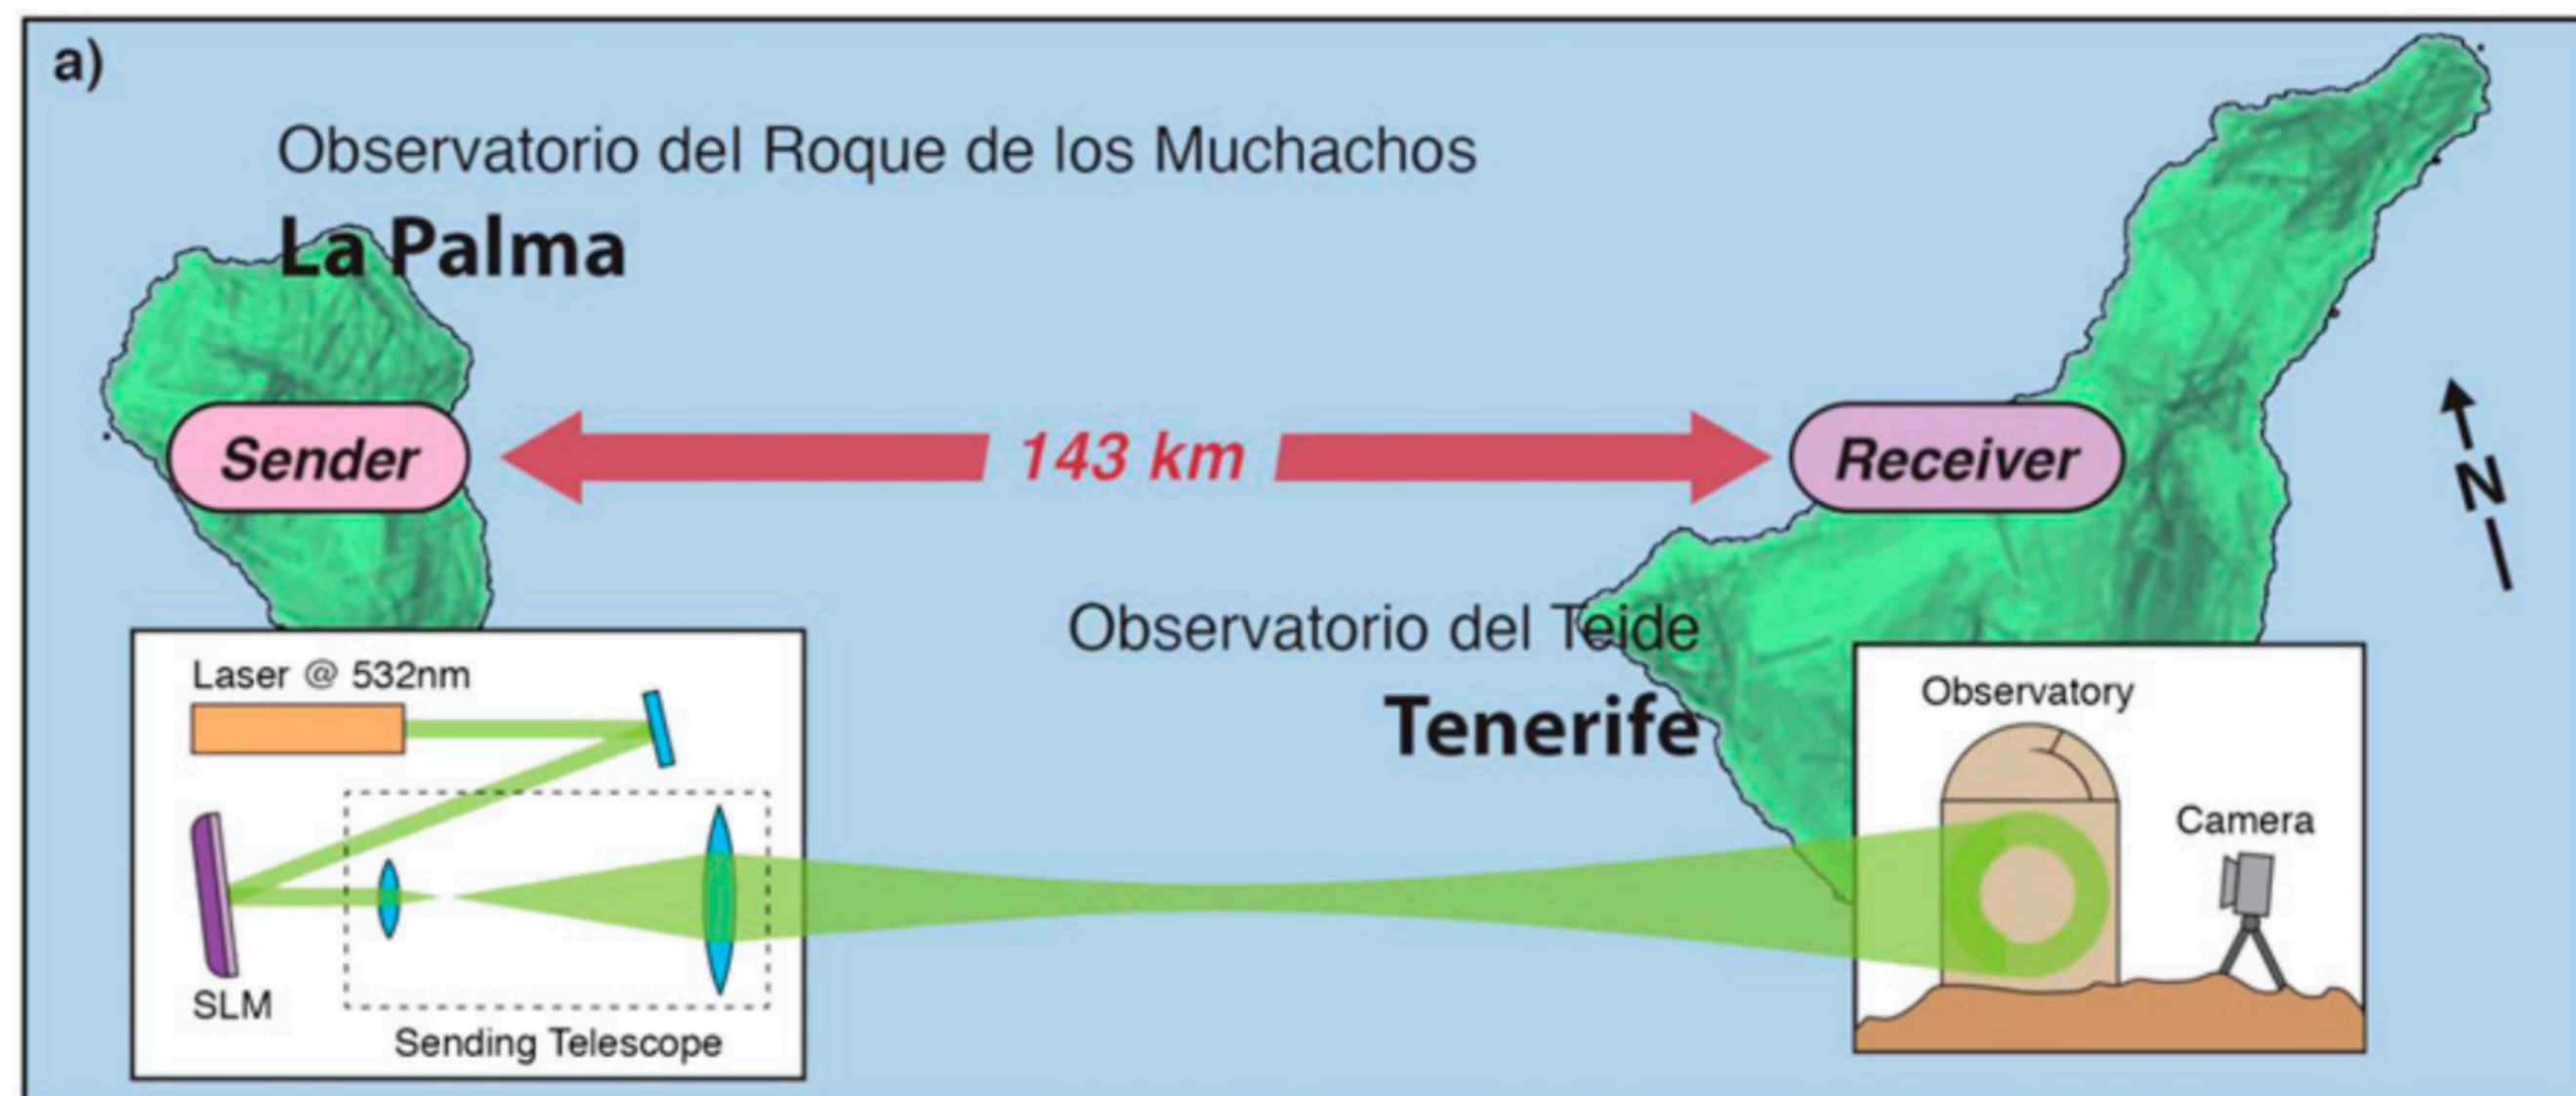 a)
Observatorio del Roque de los Muchachos
La Palma
Sender
143 km
Receiver
N
Observatorio del Teide
Tenerife
Laser @ 532nm
SLM
Sending Telescope
Observatory
Camera